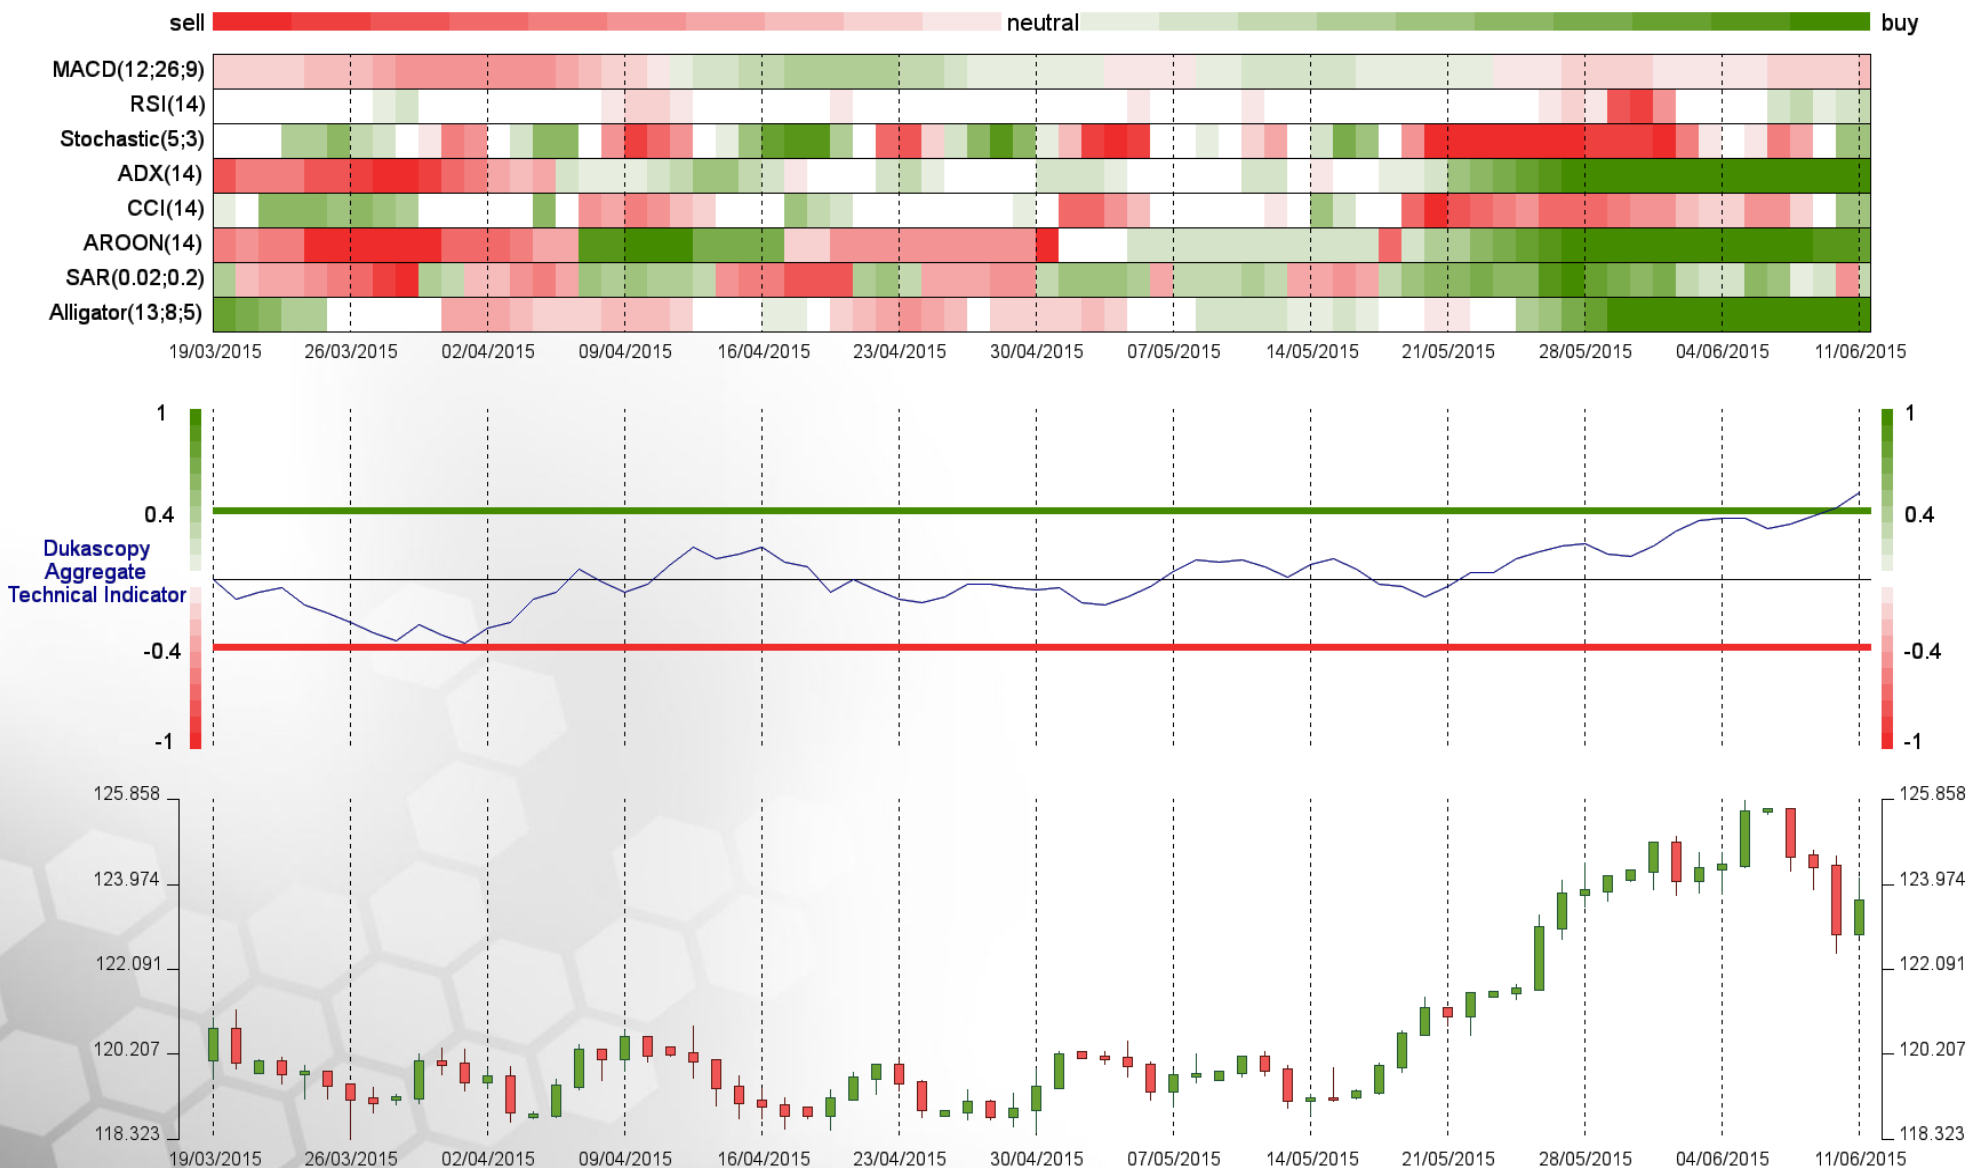 sell neutral buy
MACD(12;26;9)
RSI(14)
Stochastic(5;3)
ADX(14)
CCI(14)
AROON(14)
SAR(0.02;0.2)
Alligator(13;8;5)
19/03/2015 26/03/2015 02/04/2015 09/04/2015 16/04/2015 23/04/2015 30/04/2015 07/05/2015 14/05/2015 21/05/2015 28/05/2015 04/06/2015 11/06/2015
1 1
0.4 0.4
Dukascopy
Aggregate
Technical Indicator
-0.4 -0.4
-1 -1
125.858 125.858
123.974 123.974
122.091 122.091
120.207 120.207
118.323 118.323
19/03/2015 26/03/2015 02/04/2015 09/04/2015 16/04/2015 23/04/2015 30/04/2015 07/05/2015 14/05/2015 21/05/2015 28/05/2015 04/06/2015 11/06/2015